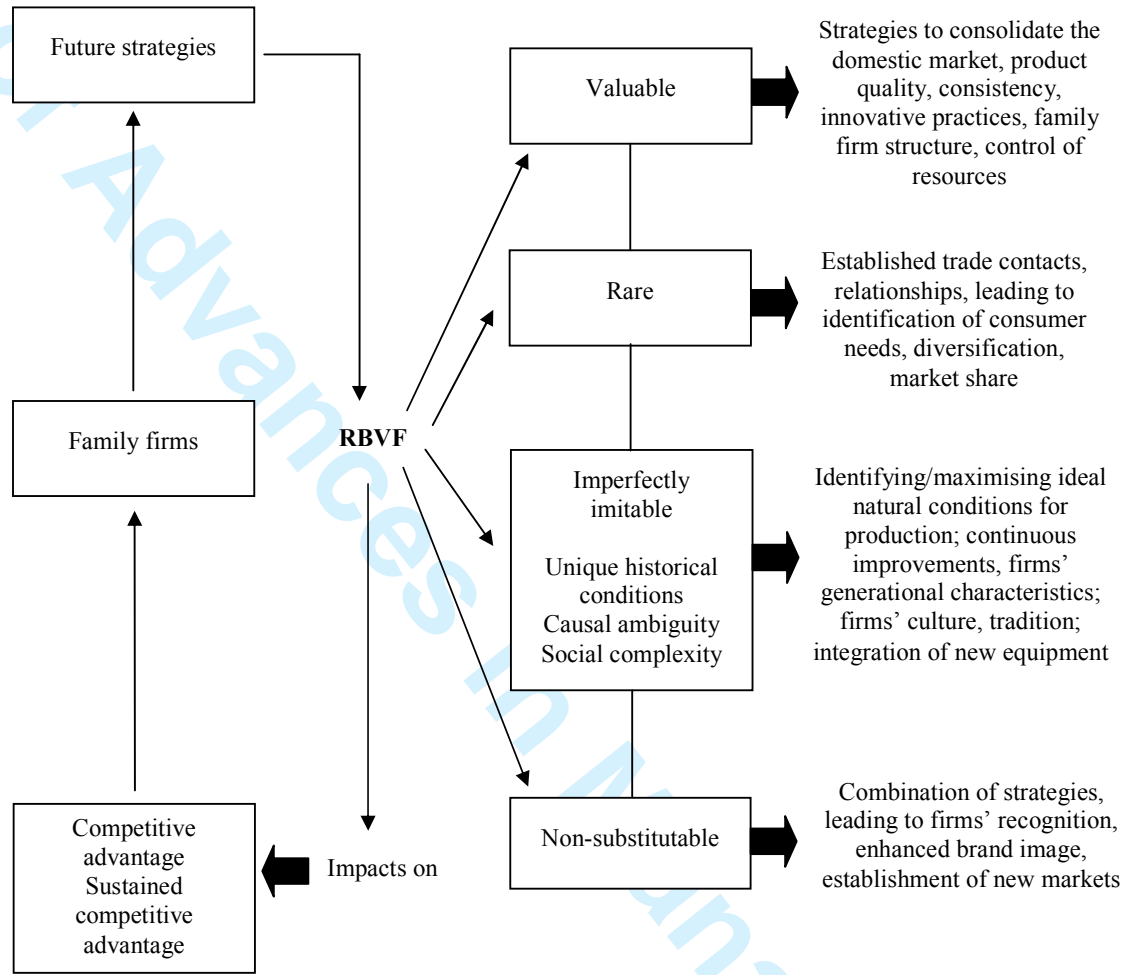 Future strategies
Family firms
Competitive
advantage
Sustained
competitive
advantage
RBVF
Impacts on
Valuable
Strategies to consolidate the
domestic market, product
quality, consistency,
innovative practices, family
firm structure, control of
resources
Rare
Established trade contacts,
relationships, leading to
identification of consumer
needs, diversification,
market share
Imperfectly
imitable
Unique historical
conditions
Causal ambiguity
Social complexity
Identifying/maximising ideal
natural conditions for
production; continuous
improvements, firms'
generational characteristics;
firms' culture, tradition;
integration of new equipment
Non-substitutable
Combination of strategies,
leading to firms' recognition,
enhanced brand image,
establishment of new markets
Advances in